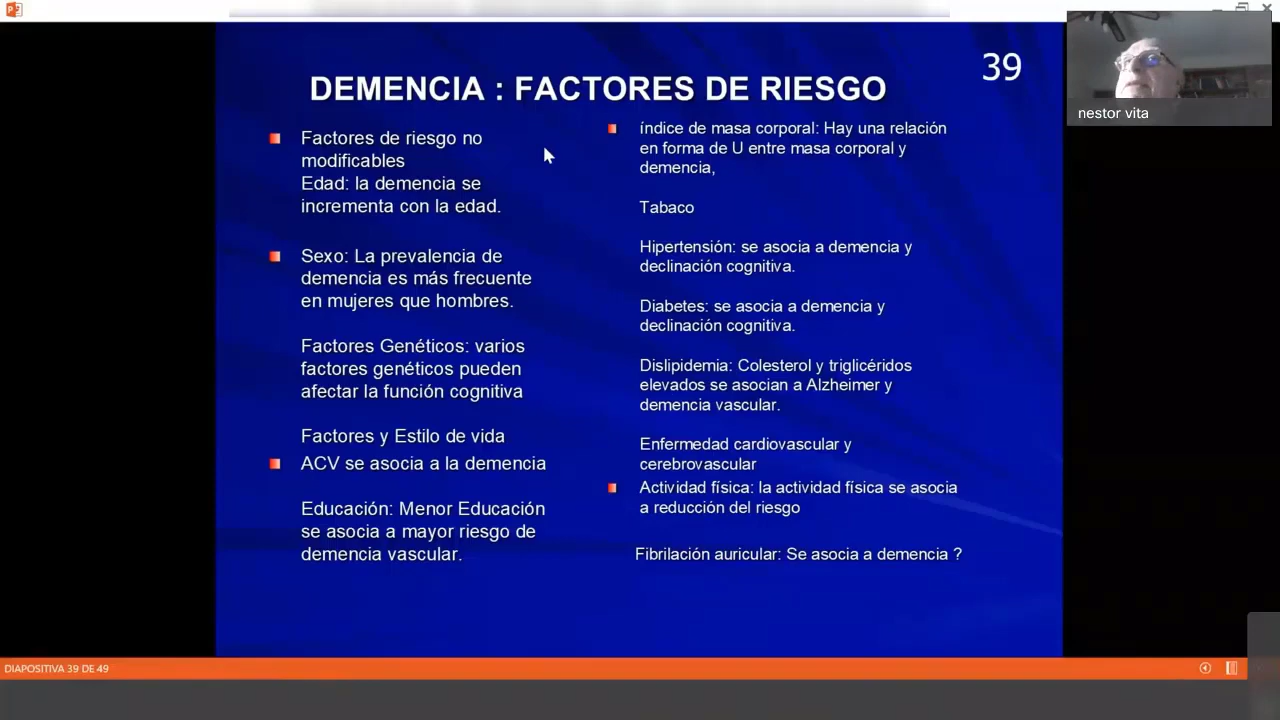 39
DEMENCIA : FACTORES DE RIESGO
Factores de riesgo no
modificables
Edad: la demencia se
incrementa con la edad.
Sexo: La prevalencia de
demencia es más frecuente
en mujeres que hombres.
Factores Genéticos: varios
factores genéticos pueden
afectar la función cognitiva
Factores y Estilo de vida
ACV se asocia a la demencia
Educación: Menor Educación
se asocia a mayor riesgo de
demencia vascular.
índice de masa corporal: Hay una relación
en forma de U entre masa corporal y
demencia,
Tabaco
Hipertensión: se asocia a demencia y
declinación cognitiva.
Diabetes: se asocia a demencia y
declinación cognitiva.
Dislipidemia: Colesterol y triglicéridos
elevados se asocian a Alzheimer y
demencia vascular.
Enfermedad cardiovascular y
cerebrovascular
Actividad física: la actividad física se asocia
a reducción del riesgo
Fibrilación auricular: Se asocia a demencia ?
nestor vita
DIAPOSITIVA 39 DE 49